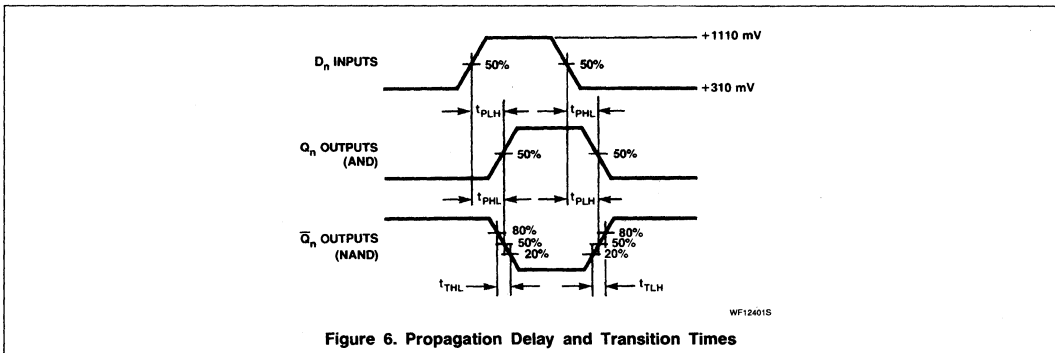 +1110 mV
Dn INPUTS
50%
50%
+310 mV
tPLH
tPHL
Qn OUTPUTS
(AND)
50%
50%
tPHL
tPLH
Q̅n OUTPUTS
(NAND)
80%
50%
20%
80%
50%
20%
tTHL
tTLH
WF12401S
Figure 6. Propagation Delay and Transition Times